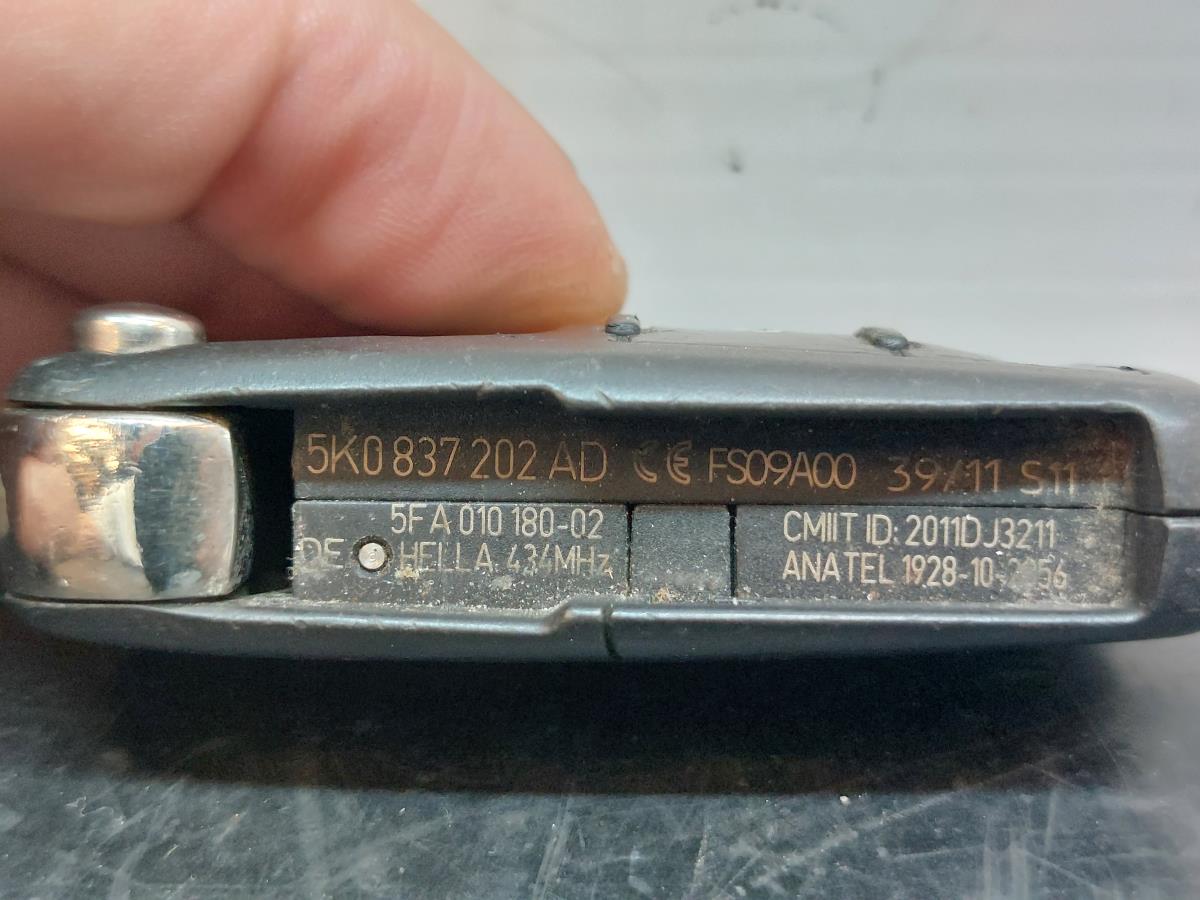 5K0 837 202 AD CE FS09A00 39/11 S11
5FA 010 180-02
DE HELLA 434MHz
CMIIT ID: 2011DJ3211
ANATEL 1928-10-